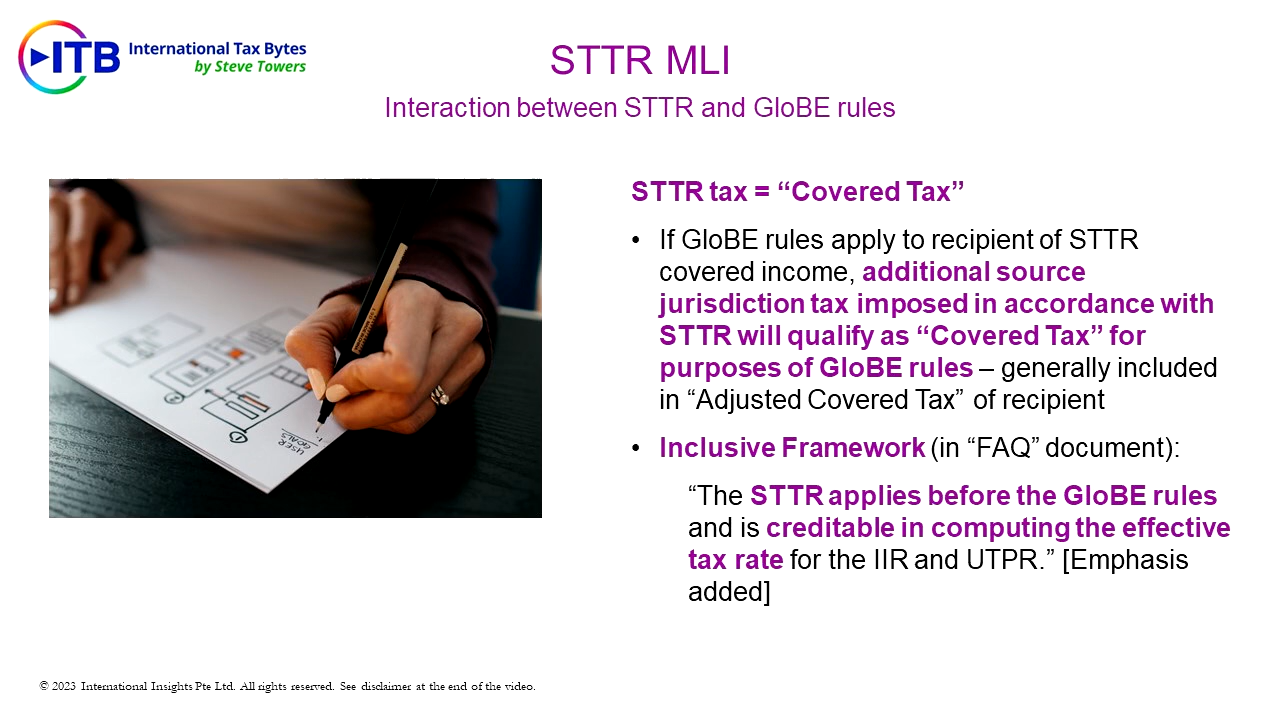 ITB International Tax Bytes
by Steve Towers
STTR MLI
Interaction between STTR and GloBE rules
USER
GOALS
STTR tax = “Covered Tax”
• If GloBE rules apply to recipient of STTR
covered income, additional source
jurisdiction tax imposed in accordance with
STTR will qualify as “Covered Tax” for
purposes of GloBE rules – generally included
in “Adjusted Covered Tax” of recipient
• Inclusive Framework (in “FAQ” document):
“The STTR applies before the GloBE rules
and is creditable in computing the effective
tax rate for the IIR and UTPR.” [Emphasis
added]
© 2023 International Insights Pte Ltd. All rights reserved. See disclaimer at the end of the video.